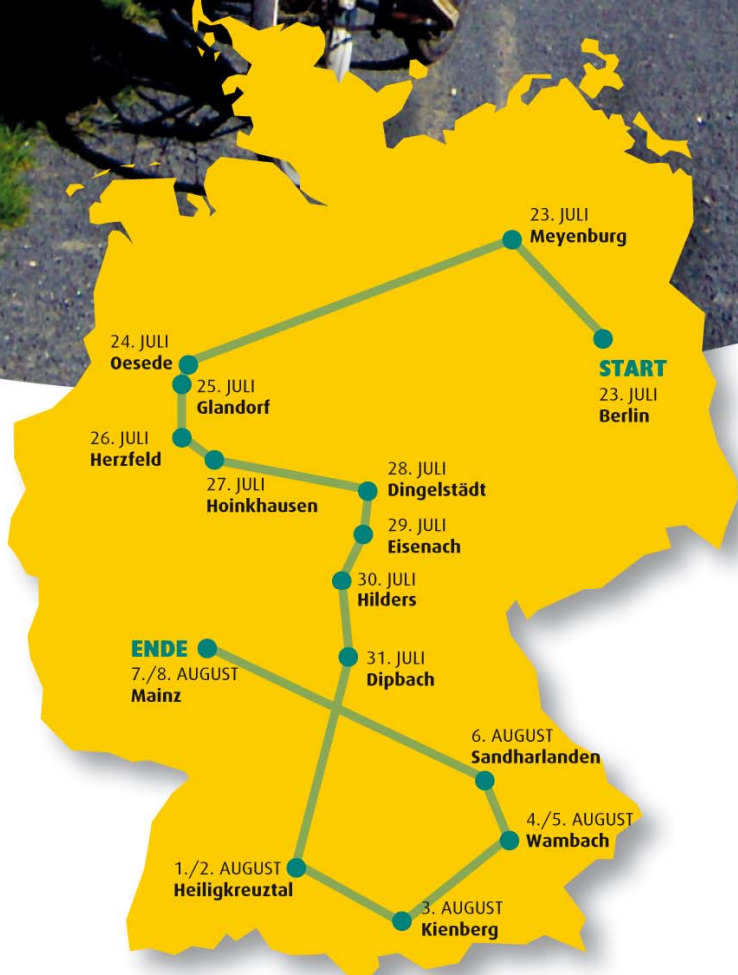 23. JULI
Meyenburg
START
23. JULI
Berlin
24. JULI
Oesede
25. JULI
Glandorf
26. JULI
Herzfeld
27. JULI
Hoinkhausen
28. JULI
Dingelstädt
29. JULI
Eisenach
30. JULI
Hilders
31. JULI
Dipbach
ENDE
7./8. AUGUST
Mainz
6. AUGUST
Sandharlanden
4./5. AUGUST
Wambach
1./2. AUGUST
Heiligkreuztal
3. AUGUST
Kienberg